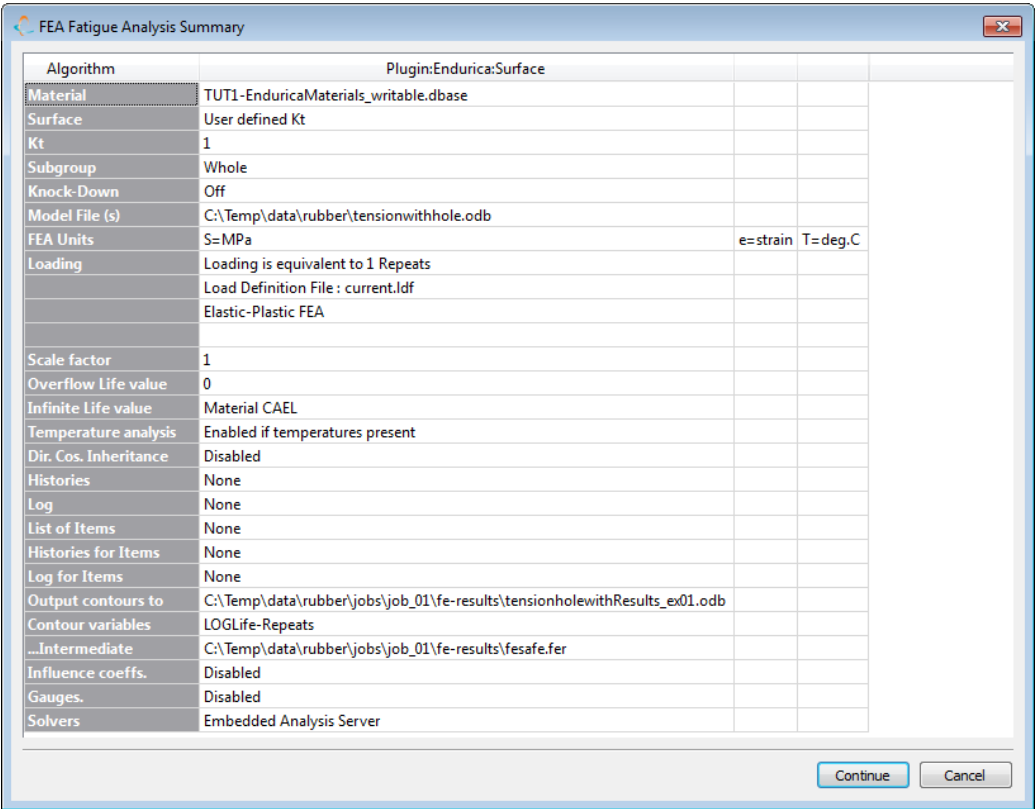 FEA Fatigue Analysis Summary
Algorithm Plugin:Endurica:Surface
Material TUT1-EnduricaMaterials_writable.dbase
Surface User defined Kt
Kt 1
Subgroup Whole
Knock-Down Off
Model File (s) C:\Temp\data\rubber\tensionwithhole.odb
FEA Units S=MPa e=strain T=deg.C
Loading Loading is equivalent to 1 Repeats
Load Definition File : current.ldf
Elastic-Plastic FEA
Scale factor 1
Overflow Life value 0
Infinite Life value Material CAEL
Temperature analysis Enabled if temperatures present
Dir. Cos. Inheritance Disabled
Histories None
Log None
List of Items None
Histories for Items None
Log for Items None
Output contours to C:\Temp\data\rubber\jobs\job_01\fe-results\tensionholewithResults_ex01.odb
Contour variables LOGLife-Repeats
...Intermediate C:\Temp\data\rubber\jobs\job_01\fe-results\fesafe.fer
Influence coeffs. Disabled
Gauges. Disabled
Solvers Embedded Analysis Server
Continue Cancel